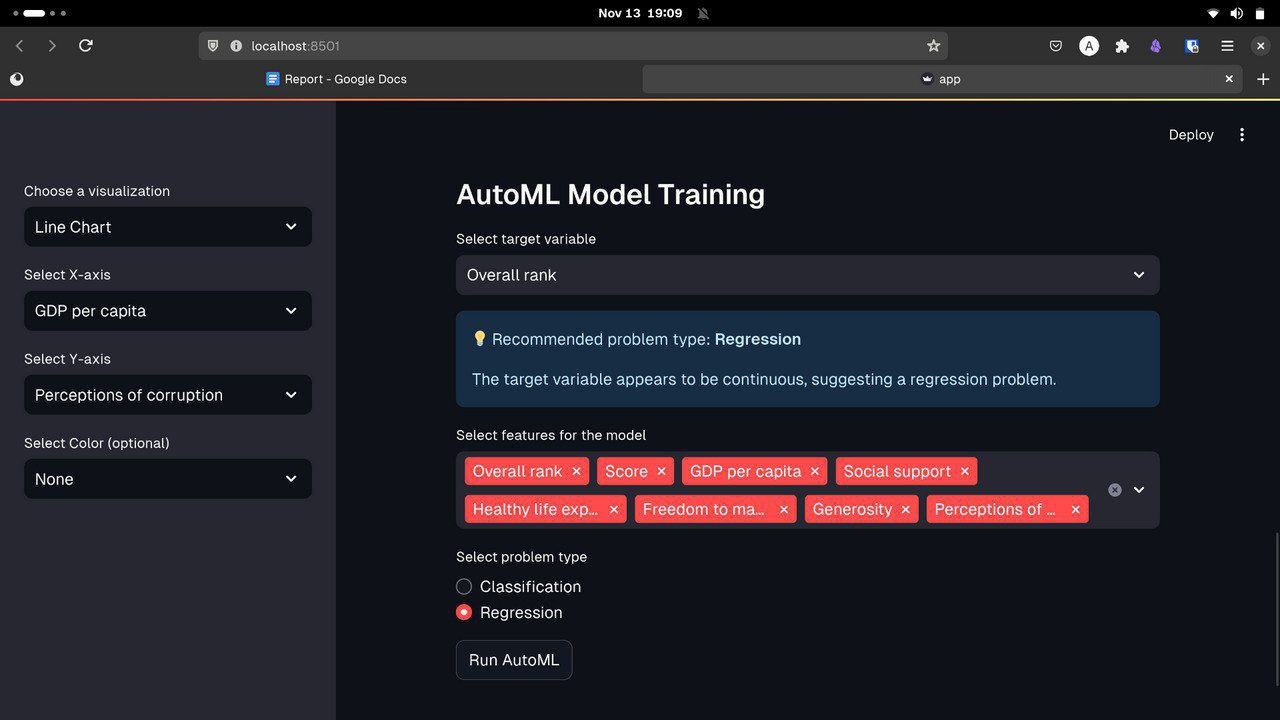 Nov 13 19:09
localhost:8501
A
Report - Google Docs
app
Deploy
Choose a visualization
Line Chart
Select X-axis
GDP per capita
Select Y-axis
Perceptions of corruption
Select Color (optional)
None
AutoML Model Training
Select target variable
Overall rank
Recommended problem type: Regression
The target variable appears to be continuous, suggesting a regression problem.
Select features for the model
Overall rank Score GDP per capita Social support
Healthy life exp... Freedom to ma... Generosity Perceptions of ...
Select problem type
Classification
Regression
Run AutoML